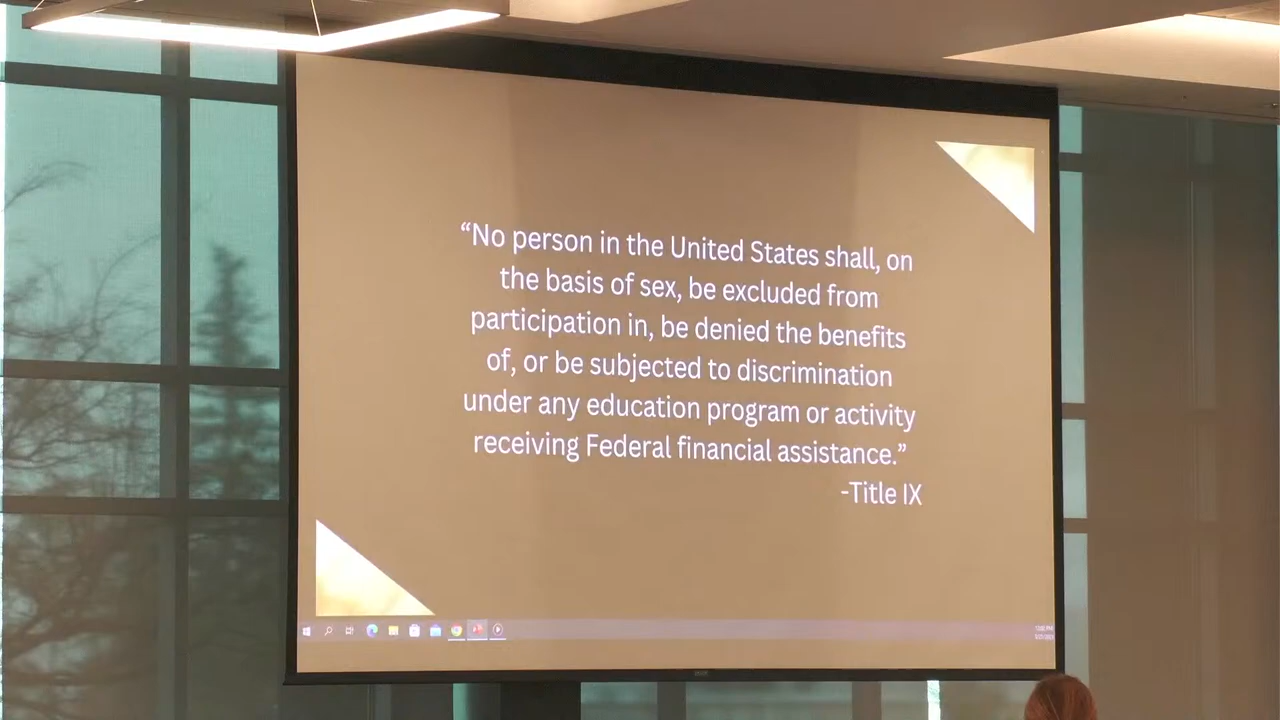 “No person in the United States shall, on
the basis of sex, be excluded from
participation in, be denied the benefits
of, or be subjected to discrimination
under any education program or activity
receiving Federal financial assistance.”
-Title IX